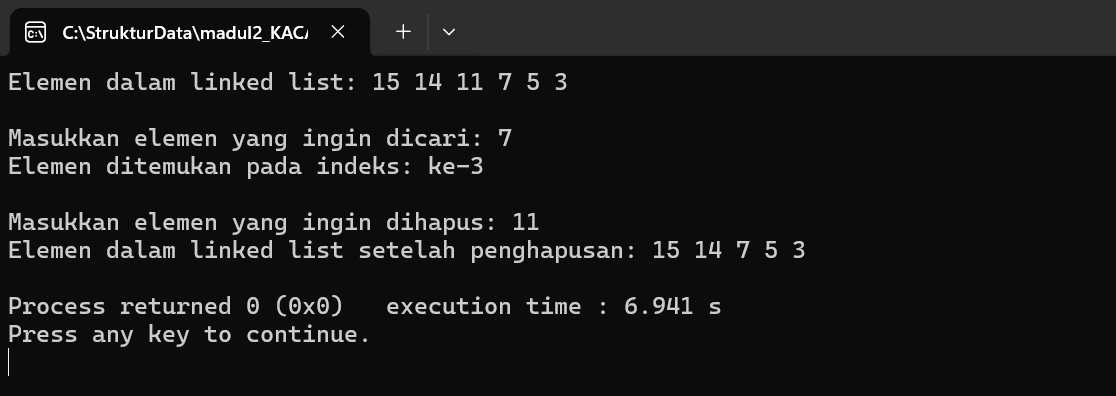 C:\StrukturData\madul2_KACA
Elemen dalam linked list: 15 14 11 7 5 3
Masukkan elemen yang ingin dicari: 7
Elemen ditemukan pada indeks: ke-3
Masukkan elemen yang ingin dihapus: 11
Elemen dalam linked list setelah penghapusan: 15 14 7 5 3
Process returned 0 (0x0)   execution time : 6.941 s
Press any key to continue.